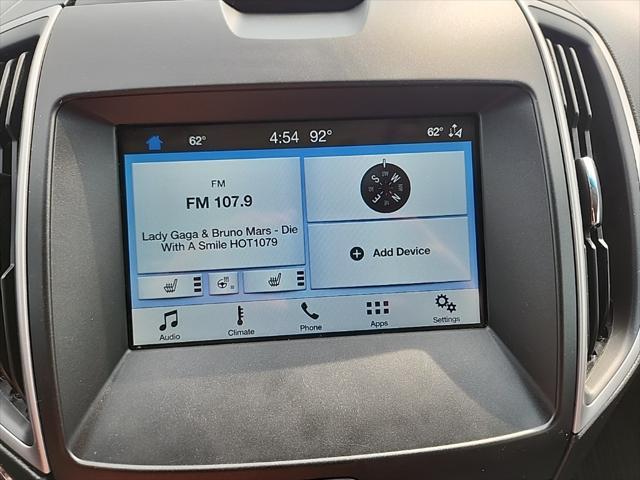 62°
4:54 92°
62°
FM
FM 107.9
Lady Gaga & Bruno Mars - Die
With A Smile HOT1079
S W
E N
Add Device
Audio
Climate
Phone
Apps
Settings